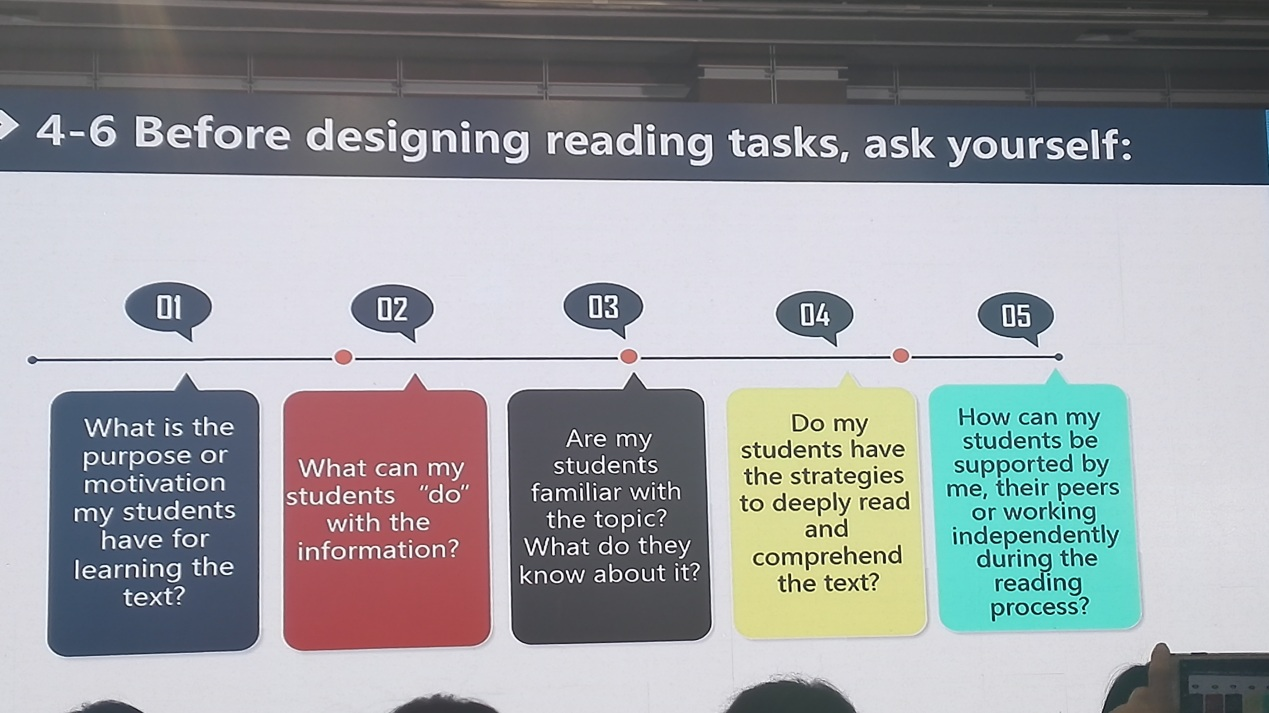 4-6 Before designing reading tasks, ask yourself:
01
02
03
04
05
What is the
purpose or
motivation
my students
have for
learning the
text?
What can my
students “do”
with the
information?
Are my
students
familiar with
the topic?
What do they
know about it?
Do my
students have
the strategies
to deeply read
and
comprehend
the text?
How can my
students be
supported by
me, their peers
or working
independently
during the
reading
process?